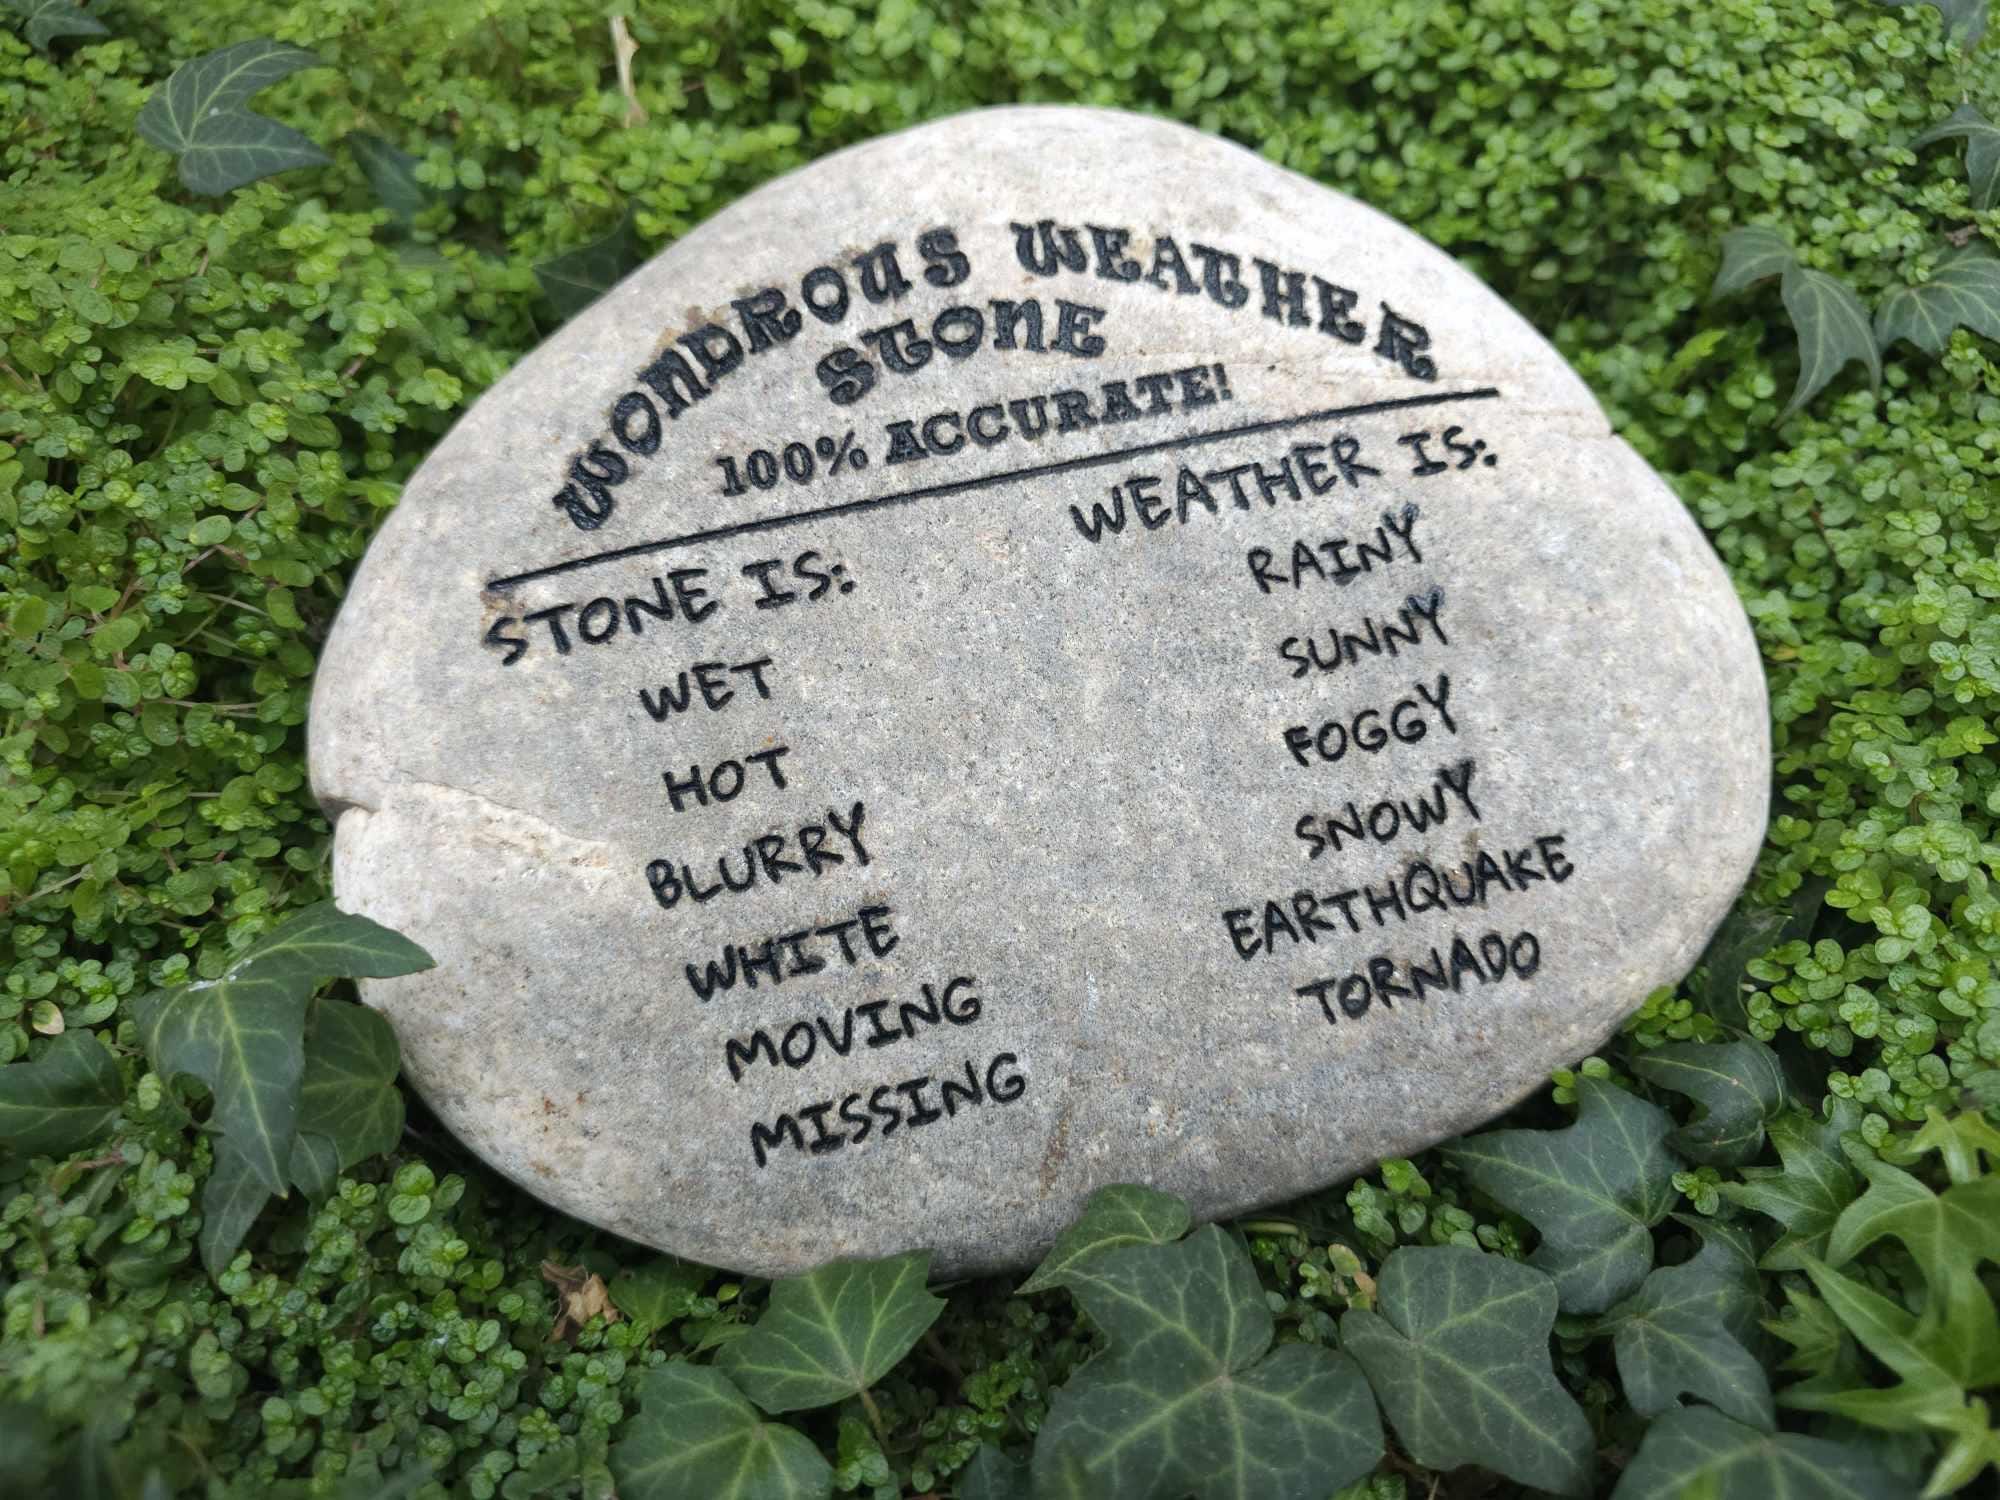 WONDROUS WEATHER
STONE
100% ACCURATE!
STONE IS: WEATHER IS:
WET RAINY
HOT SUNNY
BLURRY FOGGY
WHITE SNOWY
MOVING EARTHQUAKE
MISSING TORNADO